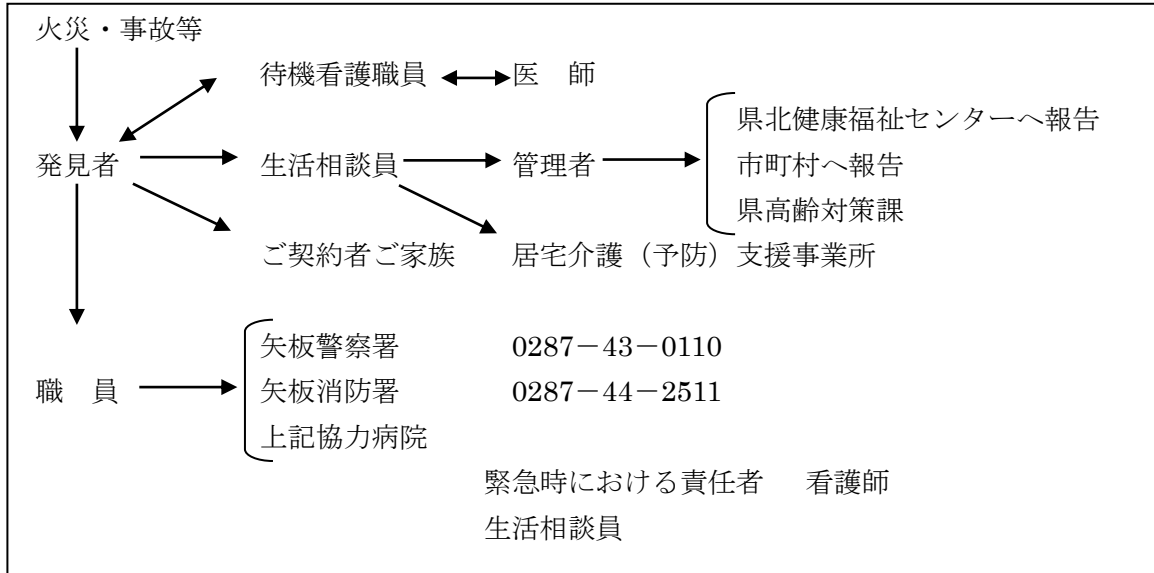 火災・事故等
待機看護職員 医 師
県北健康福祉センターへ報告
発見者 生活相談員 管理者 市町村へ報告
県高齢対策課
ご契約者ご家族 居宅介護（予防）支援事業所
矢板警察署 0287－43－0110
職 員 矢板消防署 0287－44－2511
上記協力病院
緊急時における責任者 看護師
生活相談員